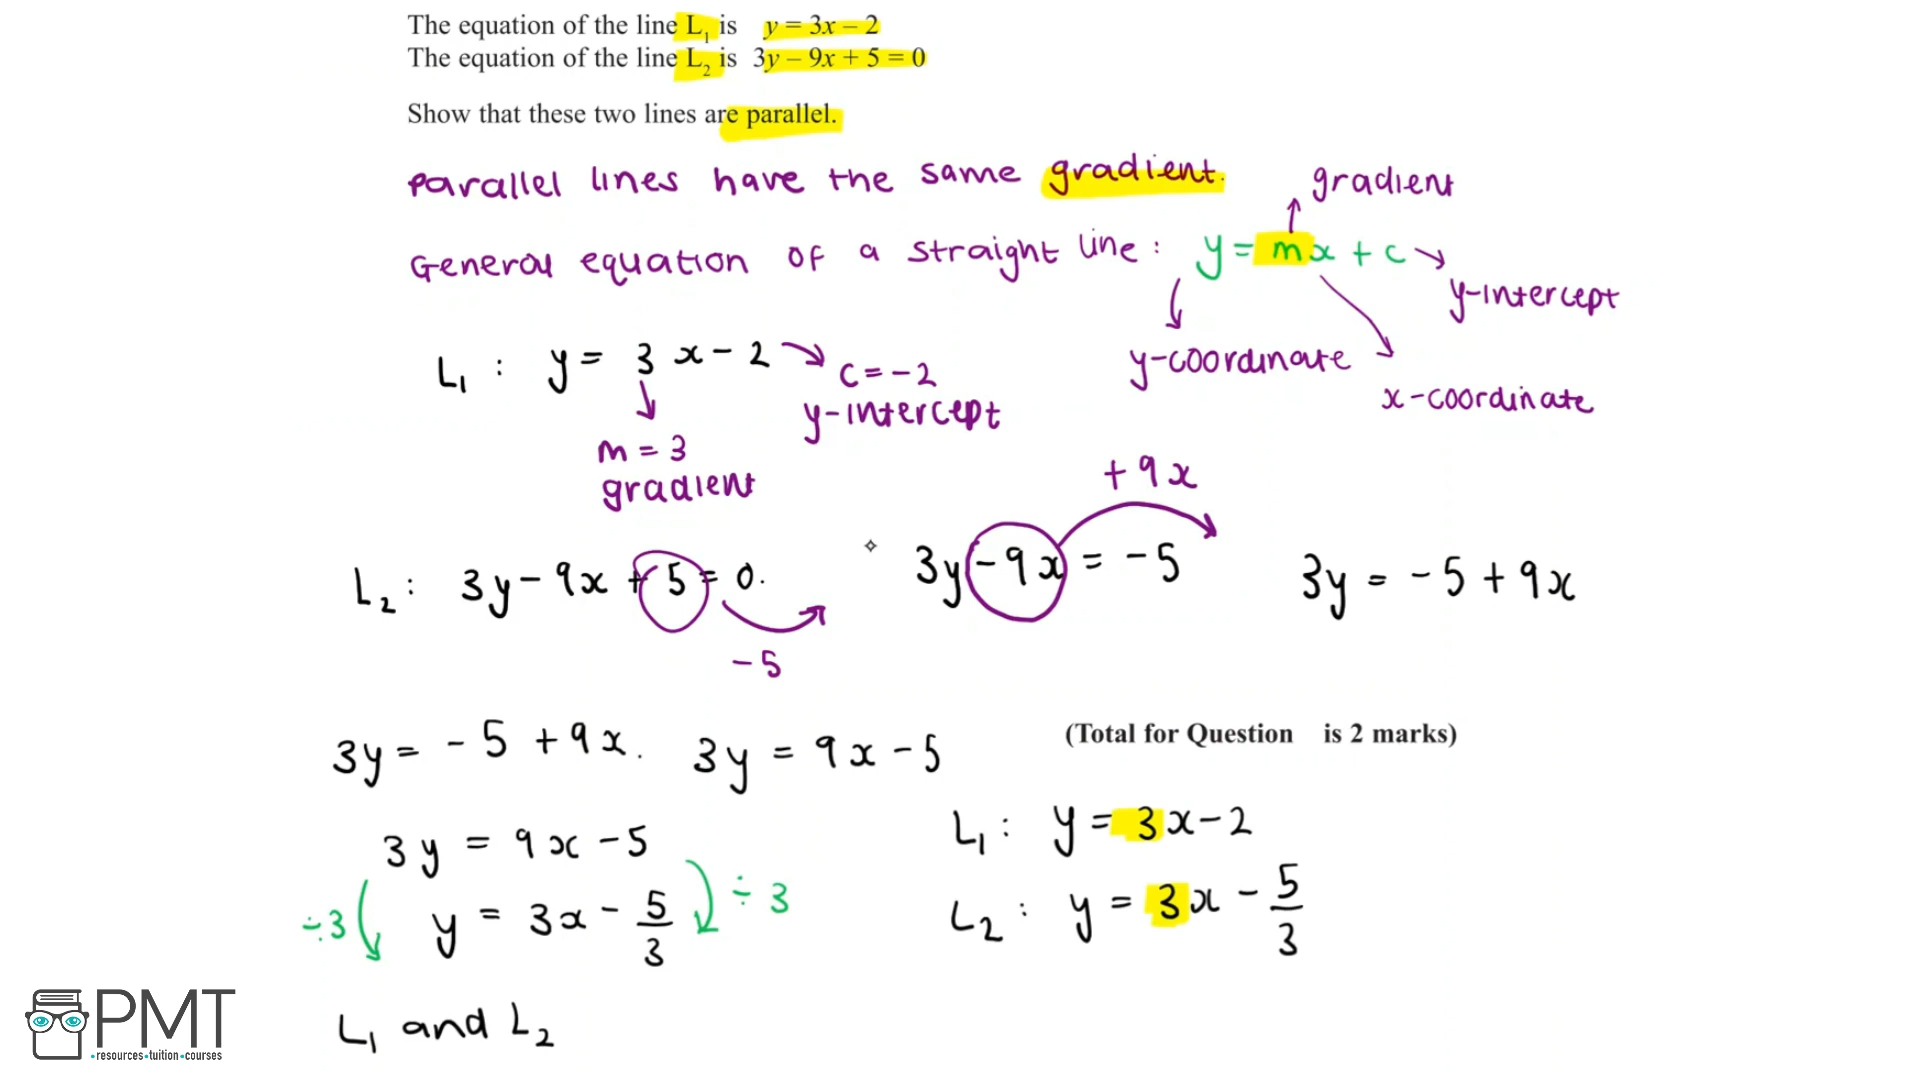 The equation of the line L₁ is y = 3x – 2
The equation of the line L₂ is 3y – 9x + 5 = 0
Show that these two lines are parallel.
parallel lines have the same gradient.
gradient
General equation of a straight line : y = mx + c
y-intercept
y-coordinate
x-coordinate
L₁ : y = 3x - 2
c = -2
y-intercept
m = 3
gradient
+9x
L₂ : 3y - 9x + 5 = 0.
-5
3y - 9x = -5
3y = -5 + 9x
3y = -5 + 9x.
3y = 9x - 5
(Total for Question is 2 marks)
3y = 9x - 5
÷3
y = 3x - 5/3
÷3
L₁ : y = 3x - 2
L₂ : y = 3x - 5/3
L₁ and L₂
PMT
•resources•tuition•courses